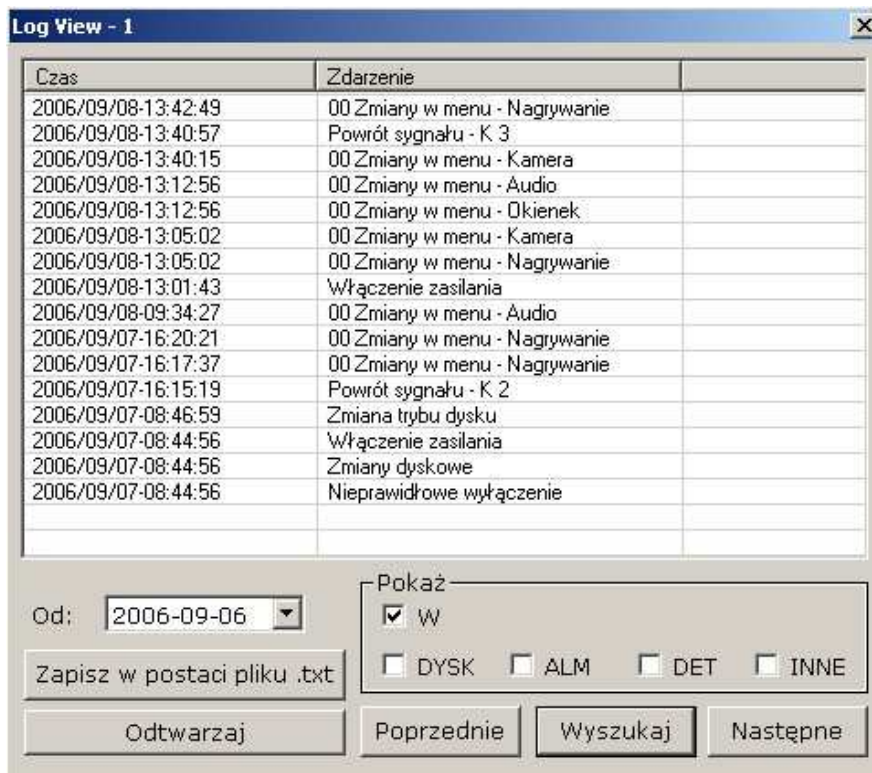 Log View - 1
Czas Zdarzenie
2006/09/08-13:42:49 00 Zmiany w menu - Nagrywanie
2006/09/08-13:40:57 Powrót sygnału - K 3
2006/09/08-13:40:15 00 Zmiany w menu - Kamera
2006/09/08-13:12:56 00 Zmiany w menu - Audio
2006/09/08-13:12:56 00 Zmiany w menu - Okienek
2006/09/08-13:05:02 00 Zmiany w menu - Kamera
2006/09/08-13:05:02 00 Zmiany w menu - Nagrywanie
2006/09/08-13:01:43 Włączenie zasilania
2006/09/08-09:34:27 00 Zmiany w menu - Audio
2006/09/07-16:20:21 00 Zmiany w menu - Nagrywanie
2006/09/07-16:17:37 00 Zmiany w menu - Nagrywanie
2006/09/07-16:15:19 Powrót sygnału - K 2
2006/09/07-08:46:59 Zmiana trybu dysku
2006/09/07-08:44:56 Włączenie zasilania
2006/09/07-08:44:56 Zmiany dyskowe
2006/09/07-08:44:56 Nieprawidłowe wyłączenie
Od: 2006-09-06
Pokaż
W
DYSK ALM DET INNE
Zapisz w postaci pliku .txt
Odtwarzaj
Poprzednie Wyszukaj Następne